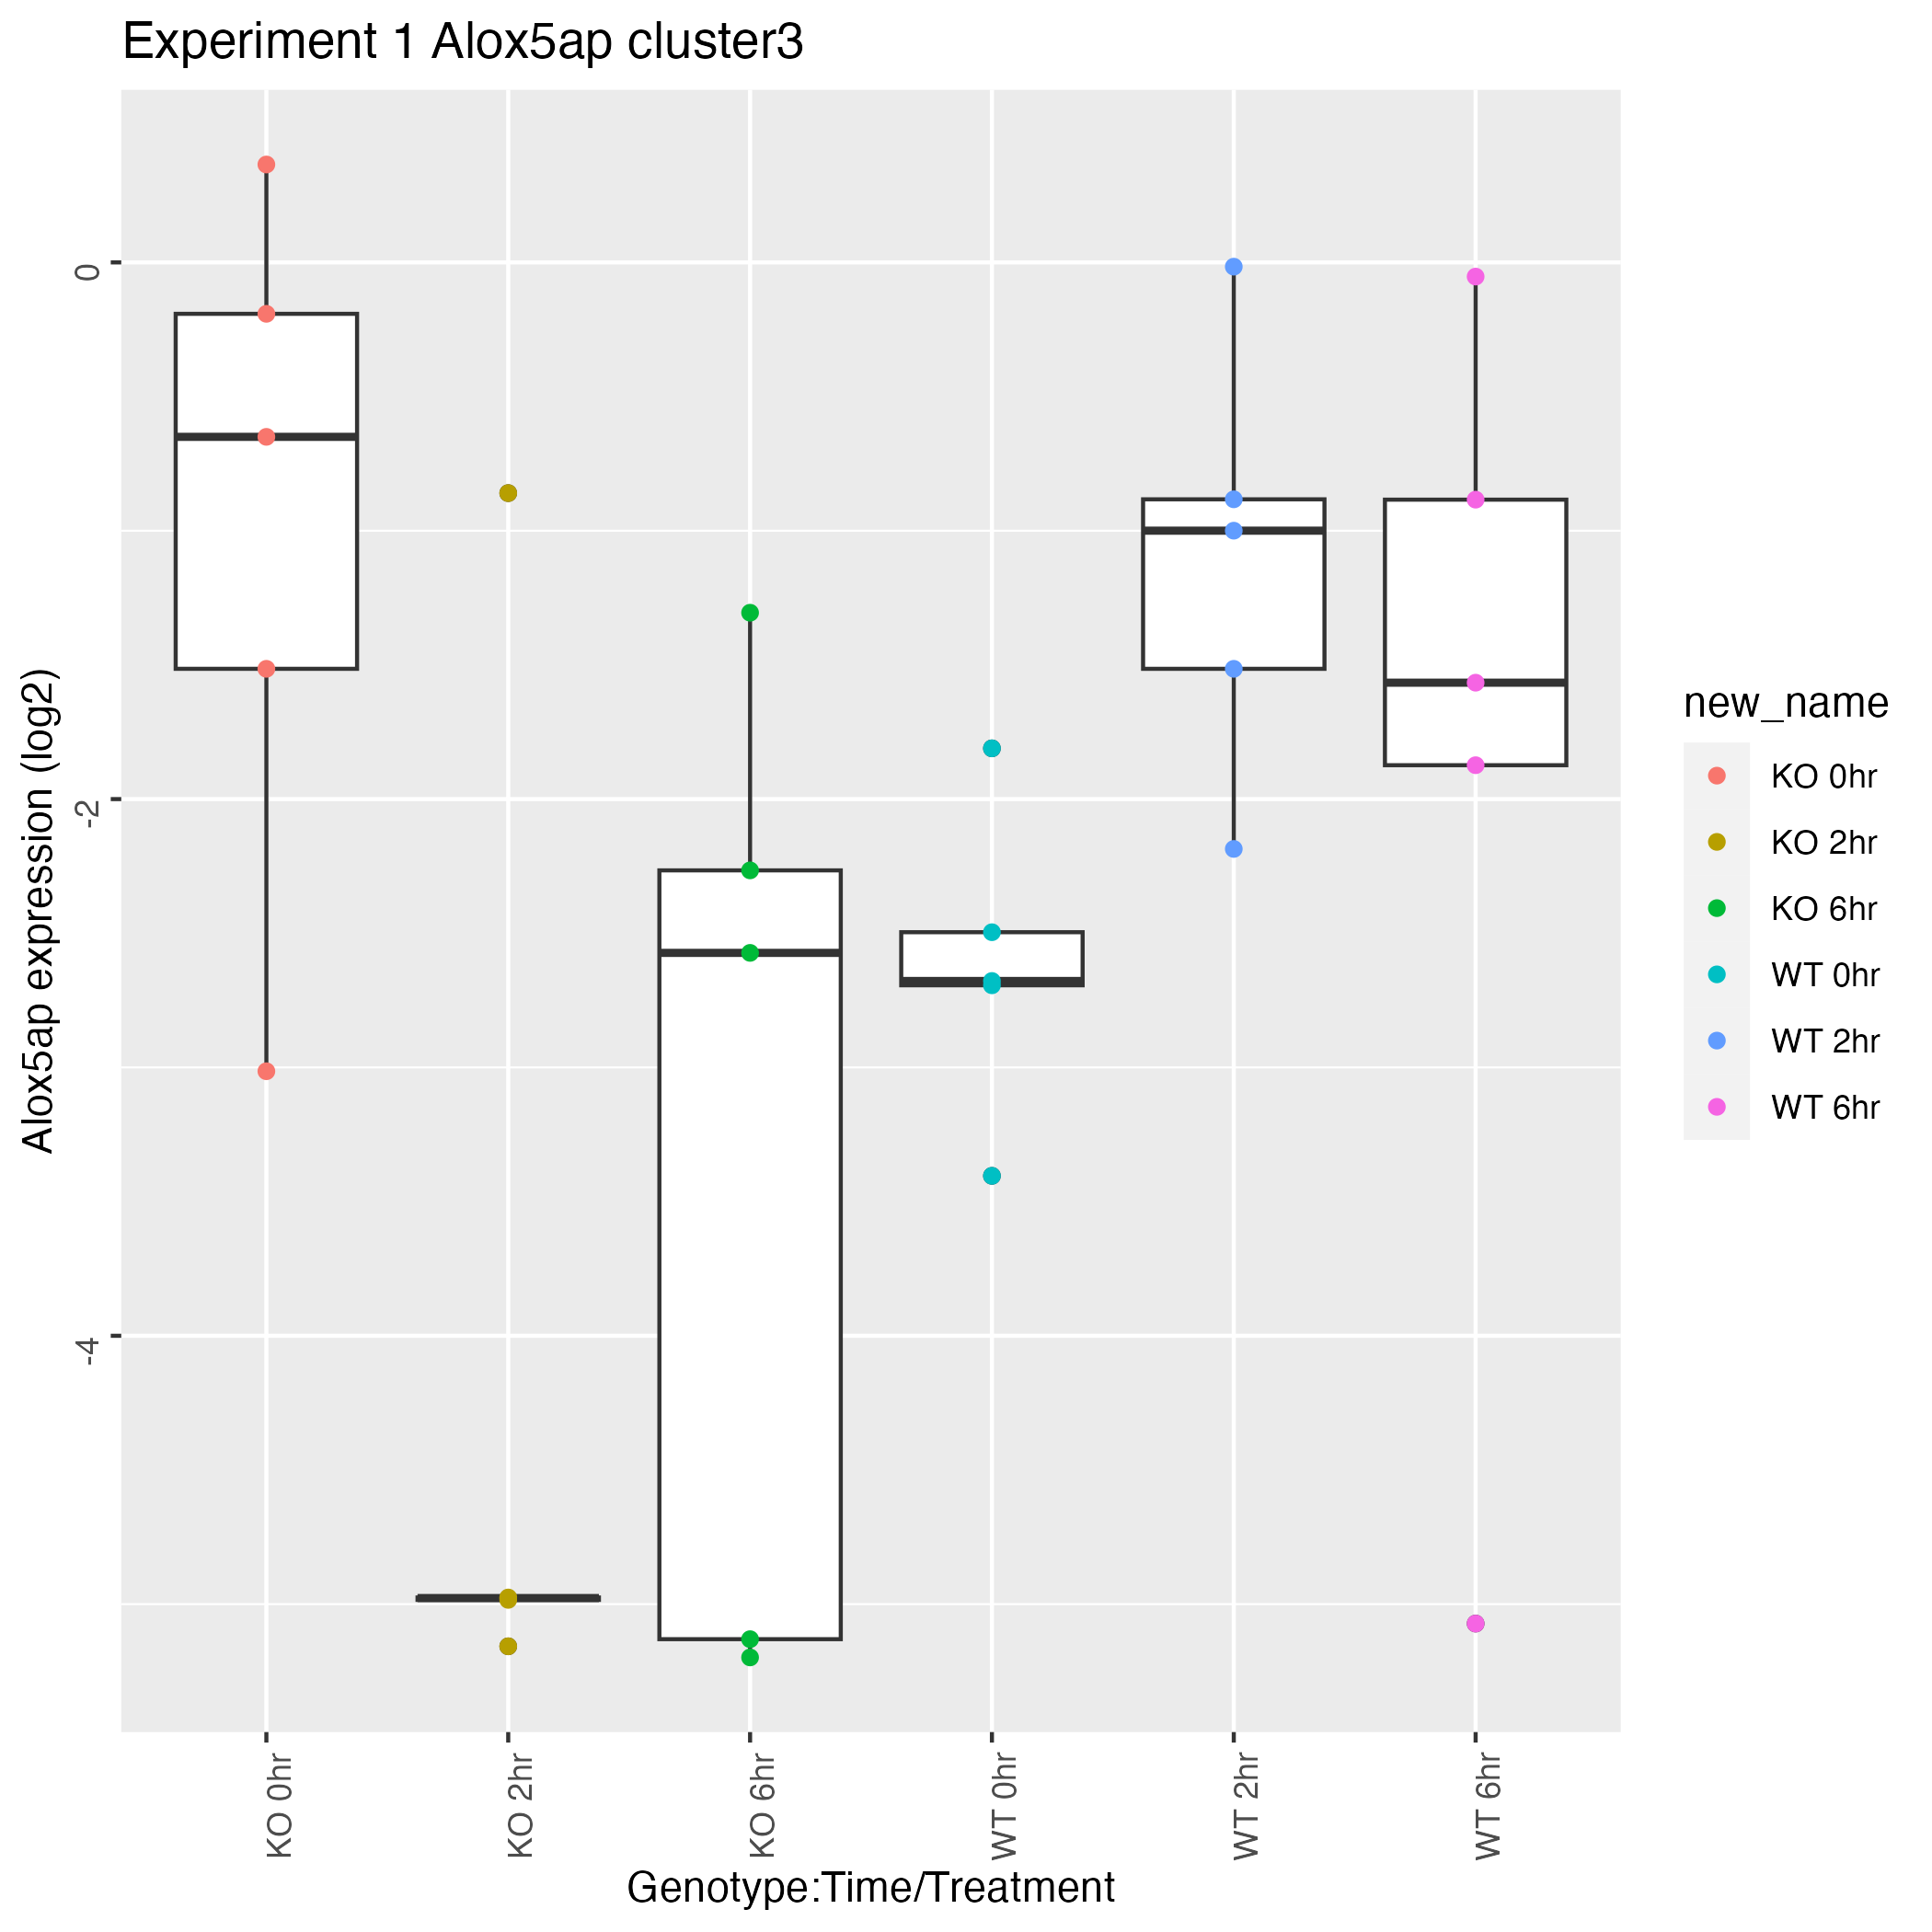 Experiment 1 Alox5ap cluster3
Alox5ap expression (log2)
0
-2
-4
KO 0hr
KO 2hr
KO 6hr
WT 0hr
WT 2hr
WT 6hr
Genotype:Time/Treatment
new_name
KO 0hr
KO 2hr
KO 6hr
WT 0hr
WT 2hr
WT 6hr